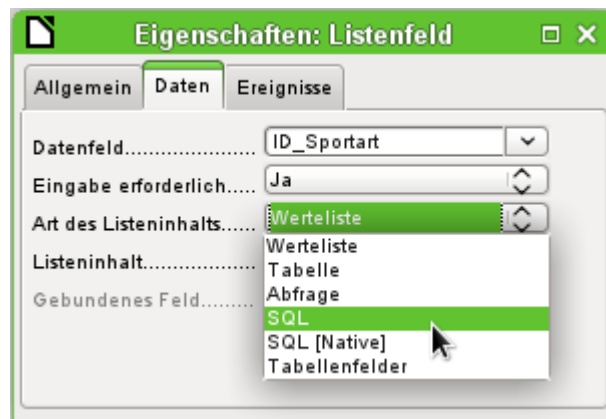 Eigenschaften: Listenfeld
Allgemein Daten Ereignisse
Datenfeld...................... ID_Sportart
Eingabe erforderlich..... Ja
Art des Listeninhalts...... Werteliste
Werteliste
Listeninhalt..................
Tabelle
Abfrage
Gebundenes Feld.........
SQL
SQL [Native]
Tabellenfelder